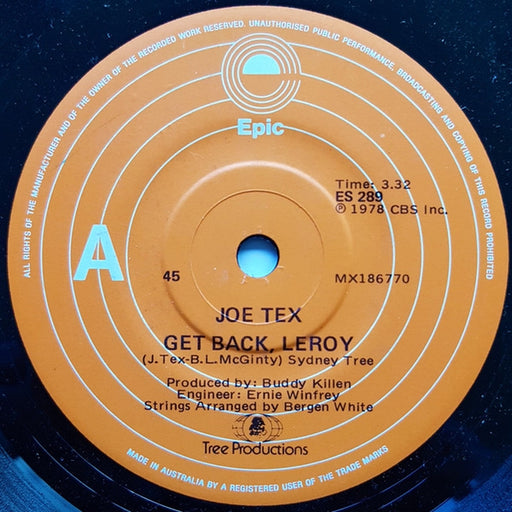 ALL RIGHTS OF THE MANUFACTURER AND OF THE OWNER OF THE RECORDED WORK RESERVED. UNAUTHORISED PUBLIC PERFORMANCE, BROADCASTING AND COPYING OF THIS RECORD PROHIBITED
Epic
Time: 3.32
ES 289
℗ 1978 CBS Inc.
A
45
MX186770
JOE TEX
GET BACK, LEROY
(J.Tex-B.L.McGinty) Sydney Tree
Produced by: Buddy Killen
Engineer: Ernie Winfrey
Strings Arranged by Bergen White
Tree Productions
MADE IN AUSTRALIA BY A REGISTERED USER OF THE TRADE MARKS